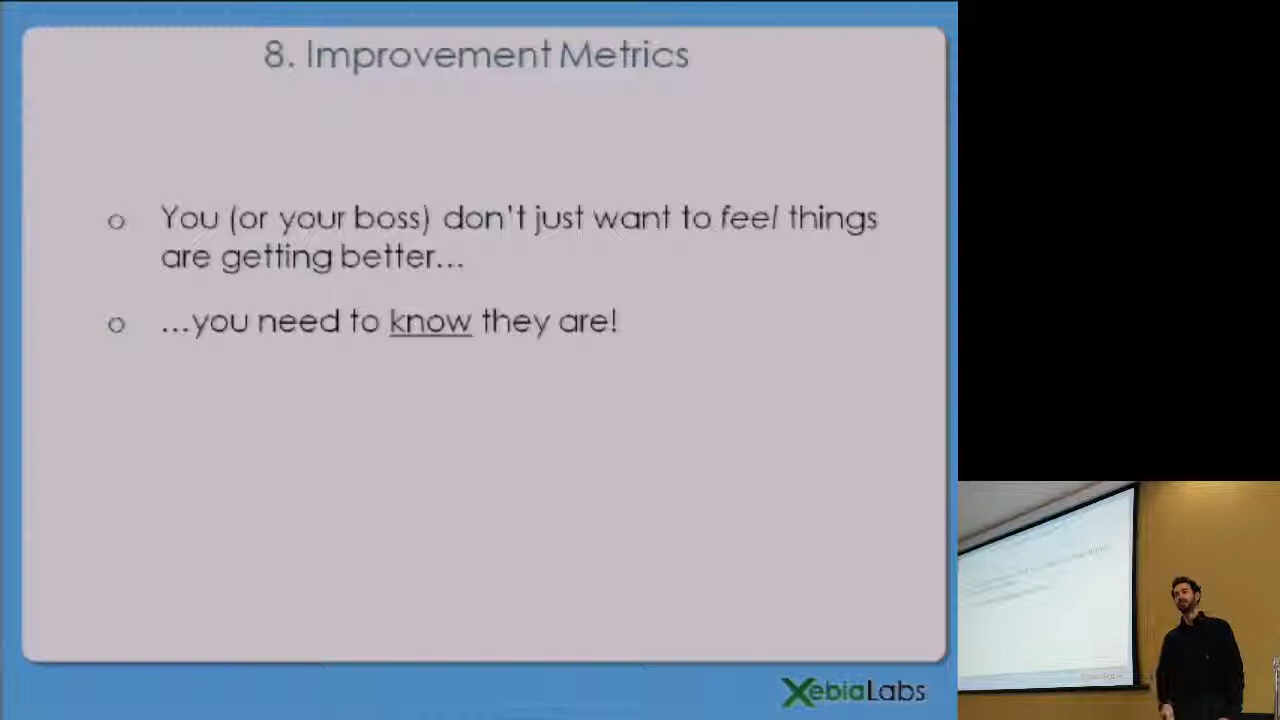 8. Improvement Metrics
o You (or your boss) don't just want to feel things
are getting better...
o ...you need to know they are!
XebiaLabs